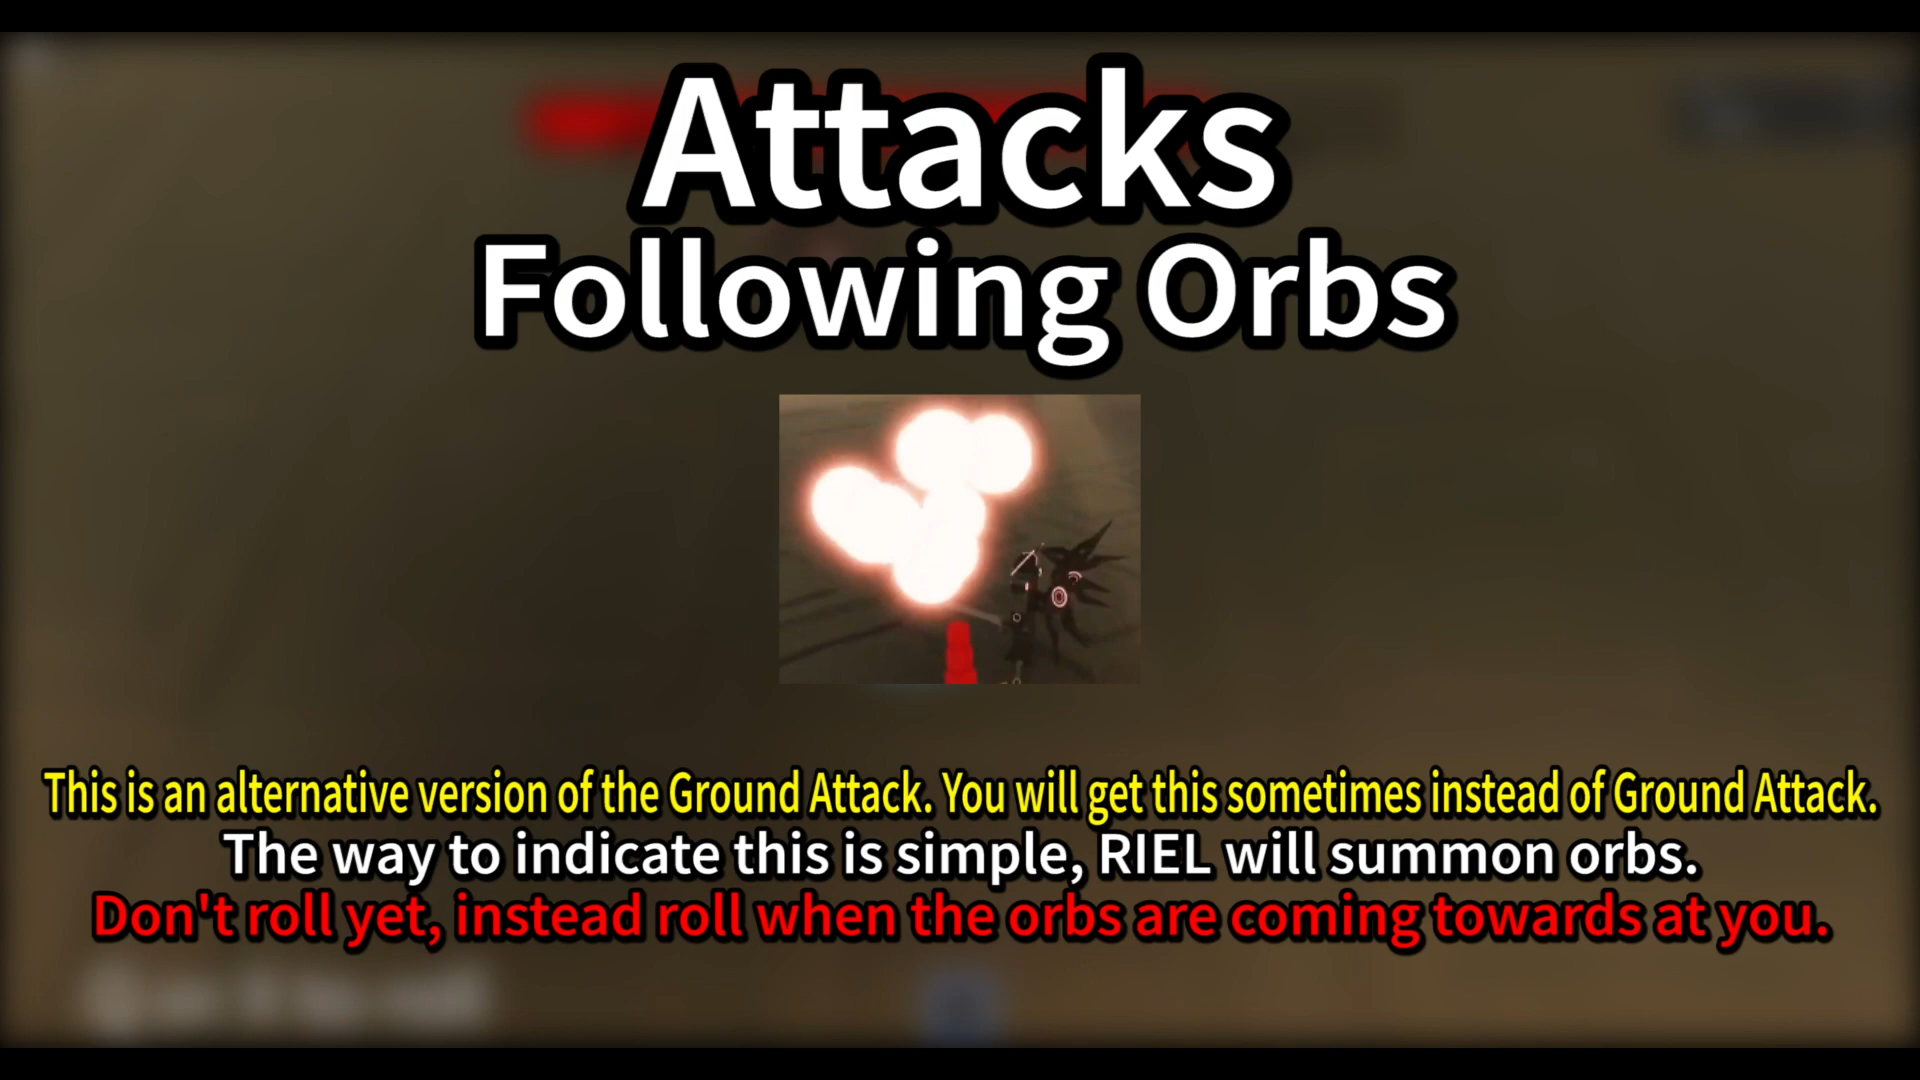 Attacks
Following Orbs
This is an alternative version of the Ground Attack. You will get this sometimes instead of Ground Attack.
The way to indicate this is simple, RIEL will summon orbs.
Don't roll yet, instead roll when the orbs are coming towards at you.